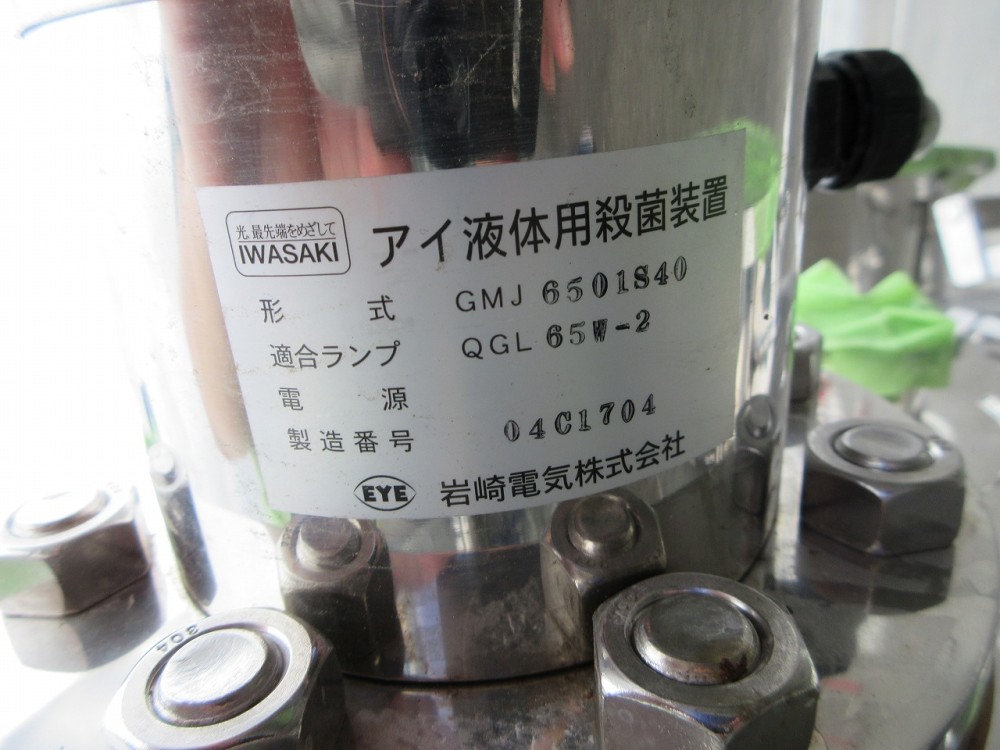 光、最先端をめざして
IWASAKI
アイ液体用殺菌装置
形式 GMJ 6501S40
適合ランプ QGL 65W-2
電源
製造番号 04C1704
EYE 岩崎電気株式会社
304